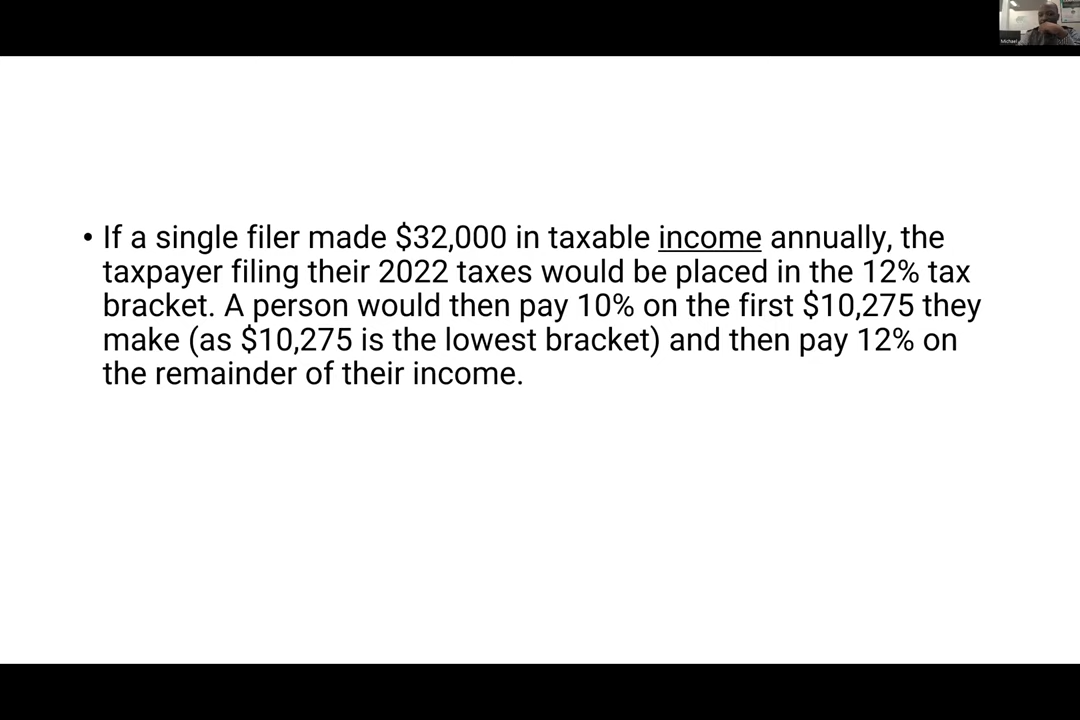 Michael
• If a single filer made $32,000 in taxable income annually, the
taxpayer filing their 2022 taxes would be placed in the 12% tax
bracket. A person would then pay 10% on the first $10,275 they
make (as $10,275 is the lowest bracket) and then pay 12% on
the remainder of their income.